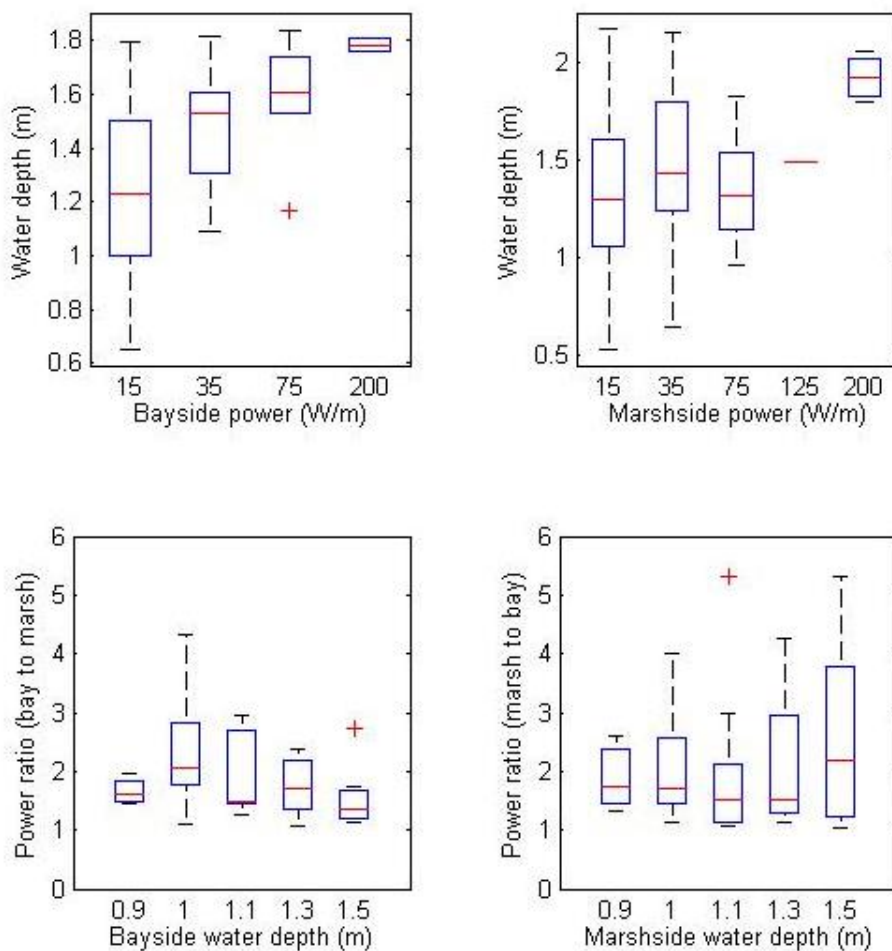 1.8
1.6
1.4
1.2
1
0.8
0.6
Water depth (m)
15 35 75 200
Bayside power (W/m)
2
1.5
1
0.5
Water depth (m)
15 35 75 125 200
Marshside power (W/m)
6
5
4
3
2
1
0
Power ratio (bay to marsh)
0.9 1 1.1 1.3 1.5
Bayside water depth (m)
6
5
4
3
2
1
0
Power ratio (marsh to bay)
0.9 1 1.1 1.3 1.5
Marshside water depth (m)